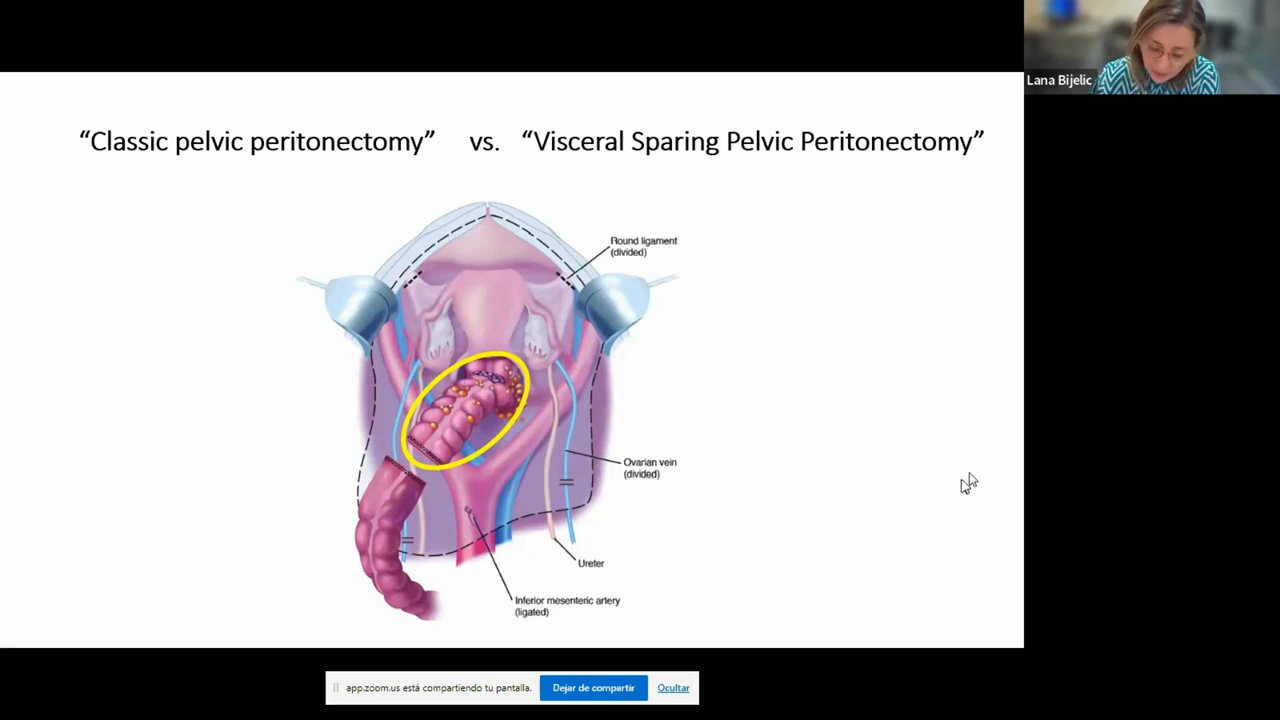 Lana Bijelic
“Classic pelvic peritonectomy” vs. “Visceral Sparing Pelvic Peritonectomy”
Round ligament
(divided)
Ovarian vein
(divided)
Ureter
Inferior mesenteric artery
(ligated)
app.zoom.us está compartiendo tu pantalla.
Dejar de compartir
Ocultar